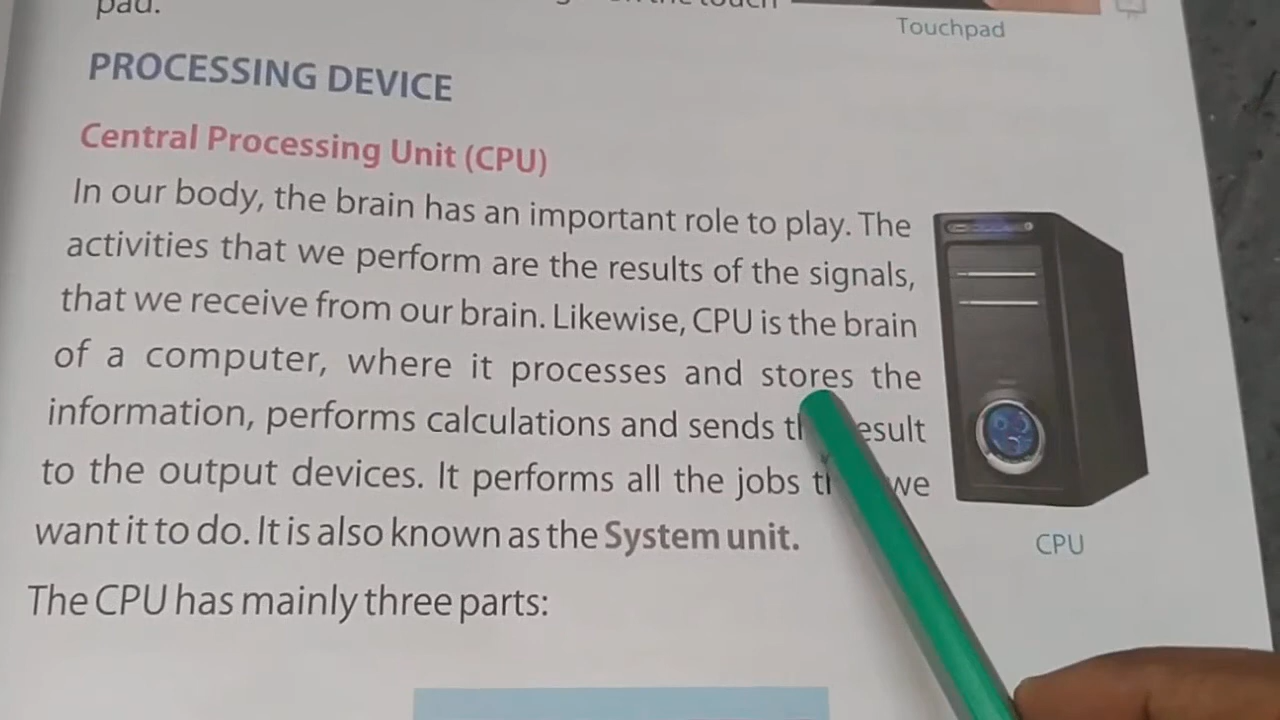 pad.
touch
Touchpad
PROCESSING DEVICE
Central Processing Unit (CPU)
In our body, the brain has an important role to play. The
activities that we perform are the results of the signals,
that we receive from our brain. Likewise, CPU is the brain
of a computer, where it processes and stores the
information, performs calculations and sends esult
to the output devices. It performs all the jobs we
want it to do. It is also known as the System unit.
CPU
The CPU has mainly three parts: